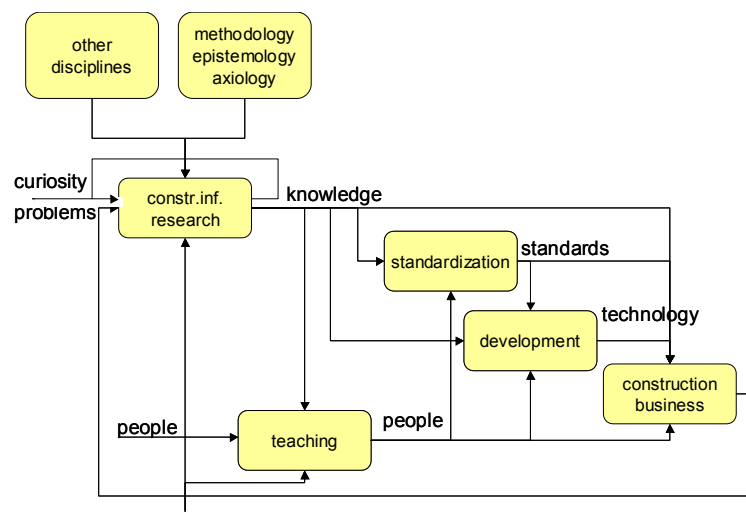 other
disciplines
methodology
epistemology
axiology
curiosity
problems
constr.inf.
research
knowledge
standardization
standards
development
technology
construction
business
people
teaching
people